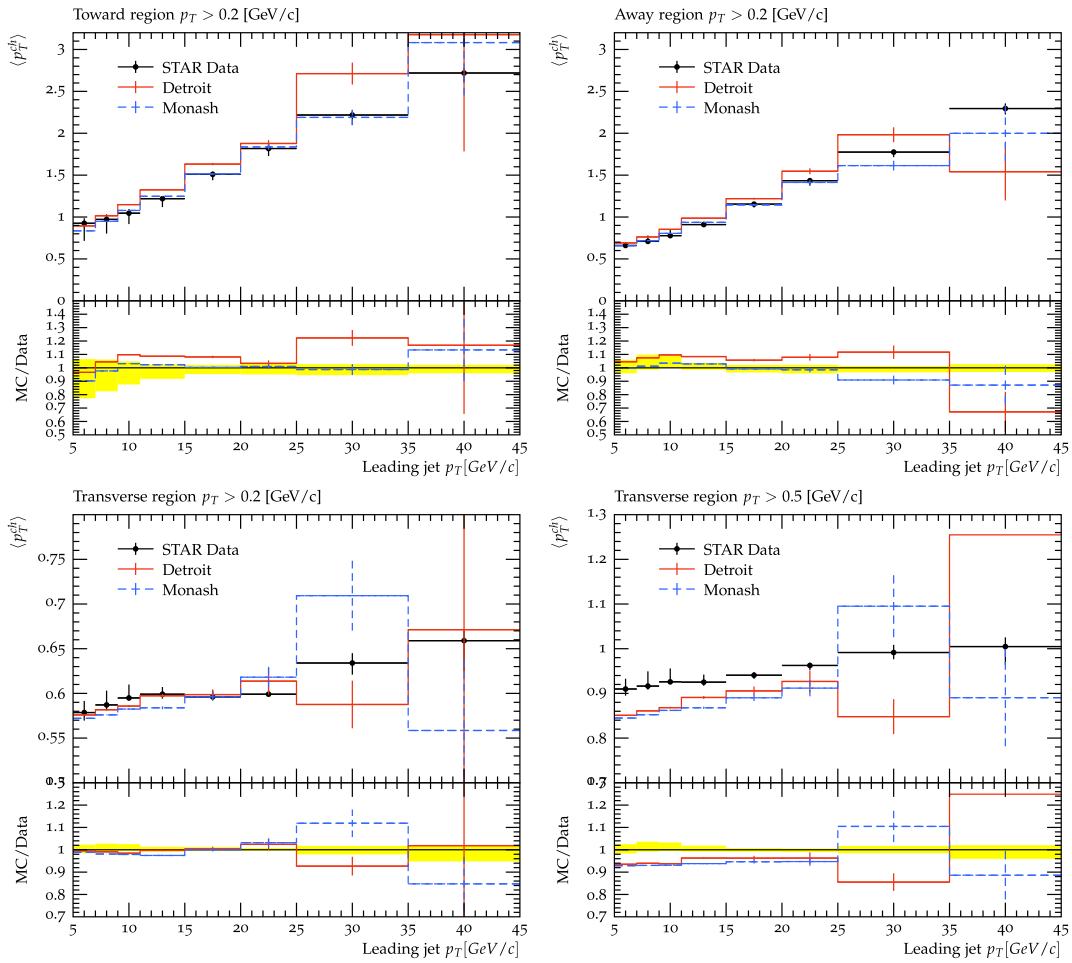 Toward region p_T > 0.2 [GeV/c]
⟨p_T^{ch}⟩
STAR Data
Detroit
Monash
3
2.5
2
1.5
1
0.5
0
MC/Data
1.4
1.3
1.2
1.1
1.0
0.9
0.8
0.7
0.6
0.5
5 10 15 20 25 30 35 40 45
Leading jet p_T[GeV/c]
Away region p_T > 0.2 [GeV/c]
⟨p_T^{ch}⟩
STAR Data
Detroit
Monash
3
2.5
2
1.5
1
0.5
0
MC/Data
1.4
1.3
1.2
1.1
1.0
0.9
0.8
0.7
0.6
0.5
5 10 15 20 25 30 35 40 45
Leading jet p_T[GeV/c]
Transverse region p_T > 0.2 [GeV/c]
⟨p_T^{ch}⟩
STAR Data
Detroit
Monash
0.75
0.7
0.65
0.6
0.55
MC/Data
1.2
1.1
1.0
0.9
0.8
0.7
5 10 15 20 25 30 35 40 45
Leading jet p_T[GeV/c]
Transverse region p_T > 0.5 [GeV/c]
⟨p_T^{ch}⟩
STAR Data
Detroit
Monash
1.3
1.2
1.1
1
0.9
0.8
MC/Data
1.2
1.1
1.0
0.9
0.8
0.7
5 10 15 20 25 30 35 40 45
Leading jet p_T[GeV/c]